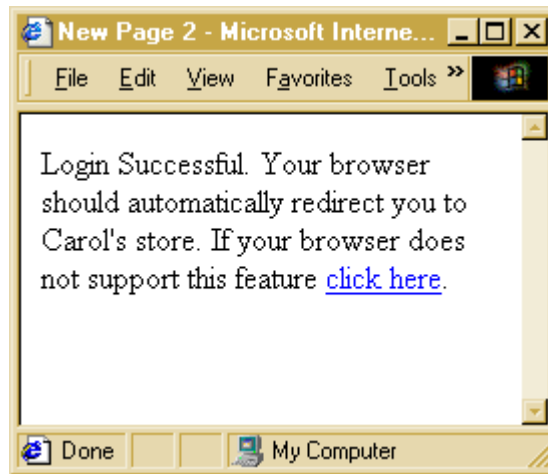 New Page 2 - Microsoft Interne...
File Edit View Favorites Tools »
Login Successful. Your browser
should automatically redirect you to
Carol's store. If your browser does
not support this feature click here.
Done My Computer